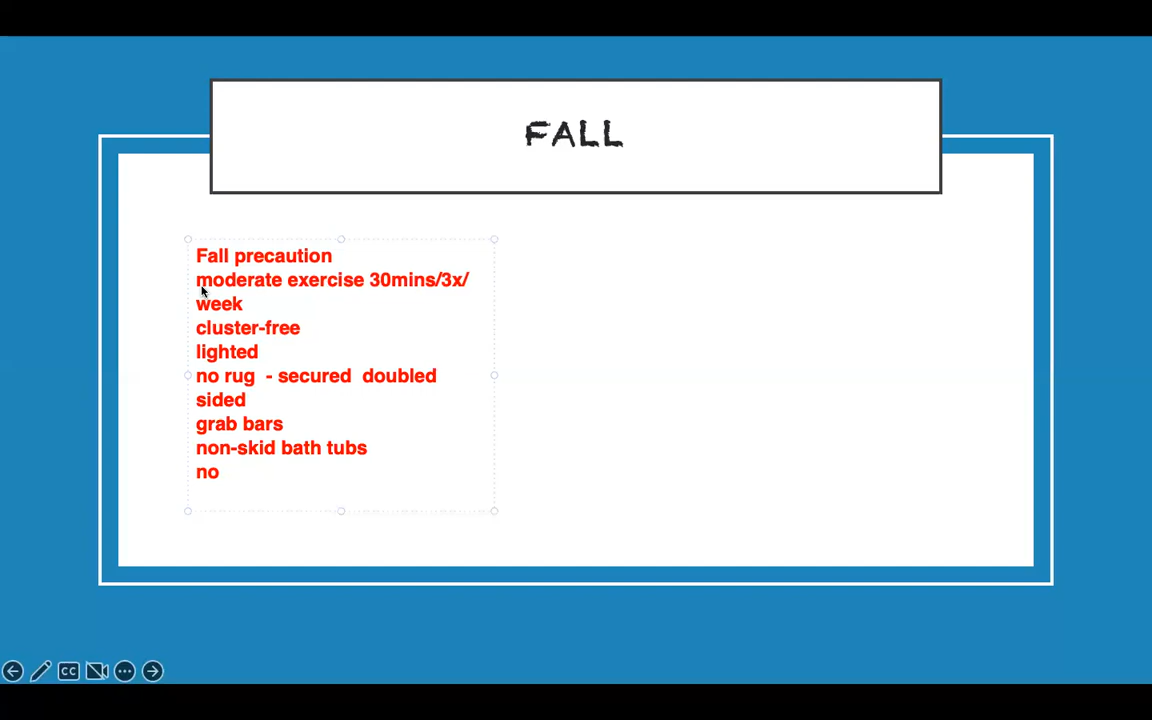 FALL
Fall precaution
moderate exercise 30mins/3x/
week
cluster-free
lighted
no rug - secured doubled
sided
grab bars
non-skid bath tubs
no
CC